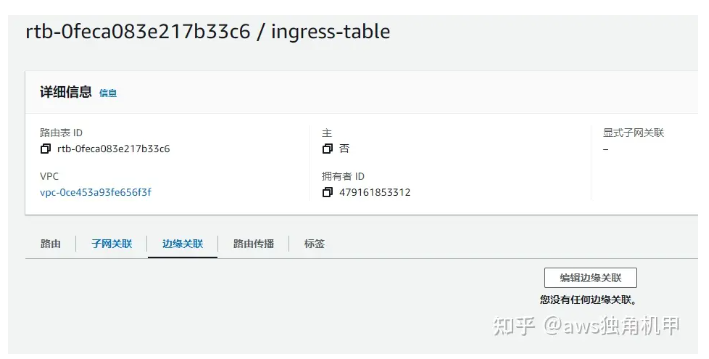 rtb-0feca083e217b33c6 / ingress-table
详细信息 信息
路由表 ID
rtb-0feca083e217b33c6
主
否
显式子网关联
–
VPC
vpc-0ce453a93fe656f3f
拥有者 ID
479161853312
路由 子网关联 边缘关联 路由传播 标签
编辑边缘关联
您没有任何边缘关联。
知乎 @aws独角机甲